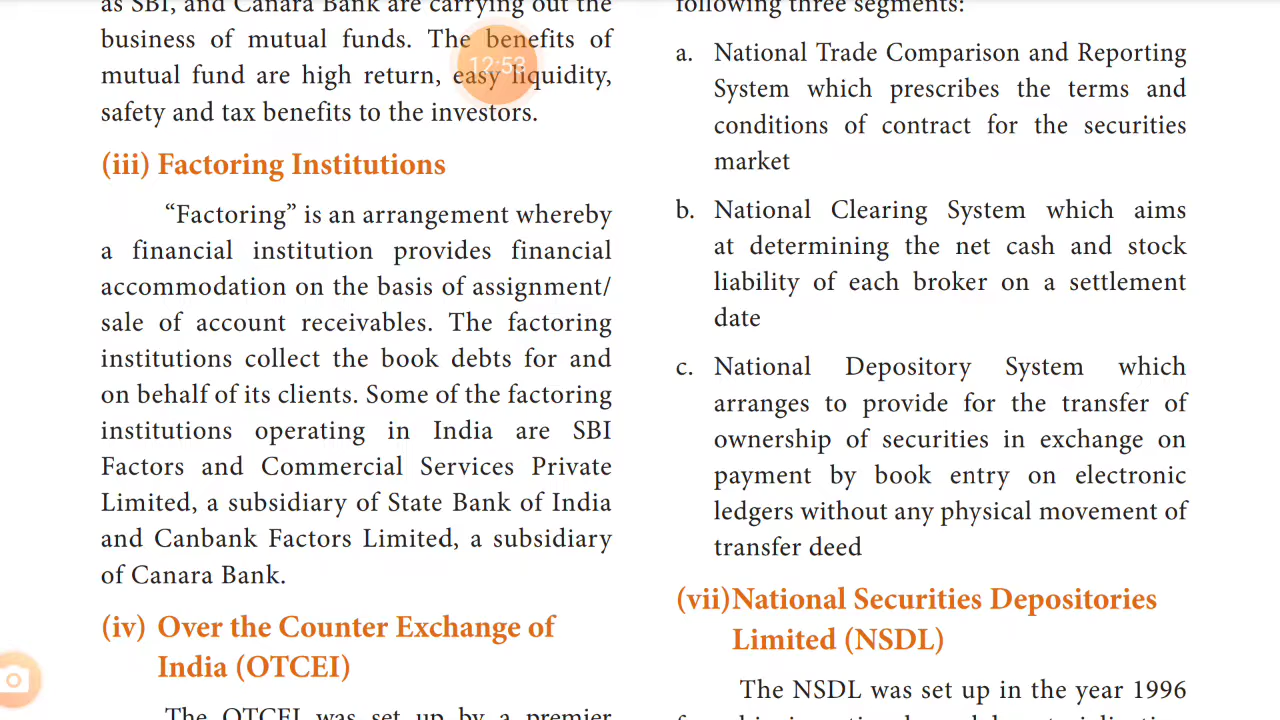 as SBI, and Canara Bank are carrying out the
business of mutual funds. The benefits of
mutual fund are high return, easy liquidity,
safety and tax benefits to the investors.
(iii) Factoring Institutions
“Factoring” is an arrangement whereby
a financial institution provides financial
accommodation on the basis of assignment/
sale of account receivables. The factoring
institutions collect the book debts for and
on behalf of its clients. Some of the factoring
institutions operating in India are SBI
Factors and Commercial Services Private
Limited, a subsidiary of State Bank of India
and Canbank Factors Limited, a subsidiary
of Canara Bank.
(iv) Over the Counter Exchange of
India (OTCEI)
The OTCEI was set up by a premier
following three segments:
a. National Trade Comparison and Reporting
System which prescribes the terms and
conditions of contract for the securities
market
b. National Clearing System which aims
at determining the net cash and stock
liability of each broker on a settlement
date
c. National Depository System which
arranges to provide for the transfer of
ownership of securities in exchange on
payment by book entry on electronic
ledgers without any physical movement of
transfer deed
(vii) National Securities Depositories
Limited (NSDL)
The NSDL was set up in the year 1996
12:53